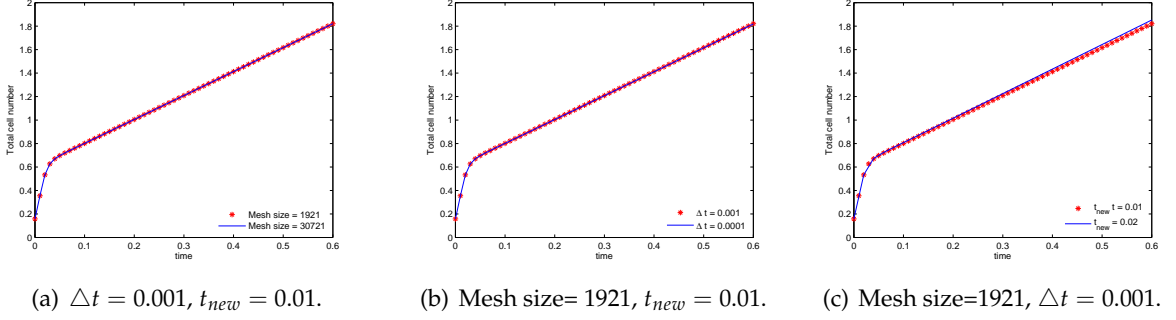 Total cell number
2
1.8
1.6
1.4
1.2
1
0.8
0.6
0.4
0.2
0
0 0.1 0.2 0.3 0.4 0.5 0.6
time
Mesh size = 1921
Mesh size = 30721
(a) △t = 0.001, t_new = 0.01.
Total cell number
2
1.8
1.6
1.4
1.2
1
0.8
0.6
0.4
0.2
0
0 0.1 0.2 0.3 0.4 0.5 0.6
time
Δ t = 0.001
Δ t = 0.0001
(b) Mesh size= 1921, t_new = 0.01.
Total cell number
2
1.8
1.6
1.4
1.2
1
0.8
0.6
0.4
0.2
0
0 0.1 0.2 0.3 0.4 0.5 0.6
time
t_new t = 0.01
t_new = 0.02
(c) Mesh size=1921, △t = 0.001.